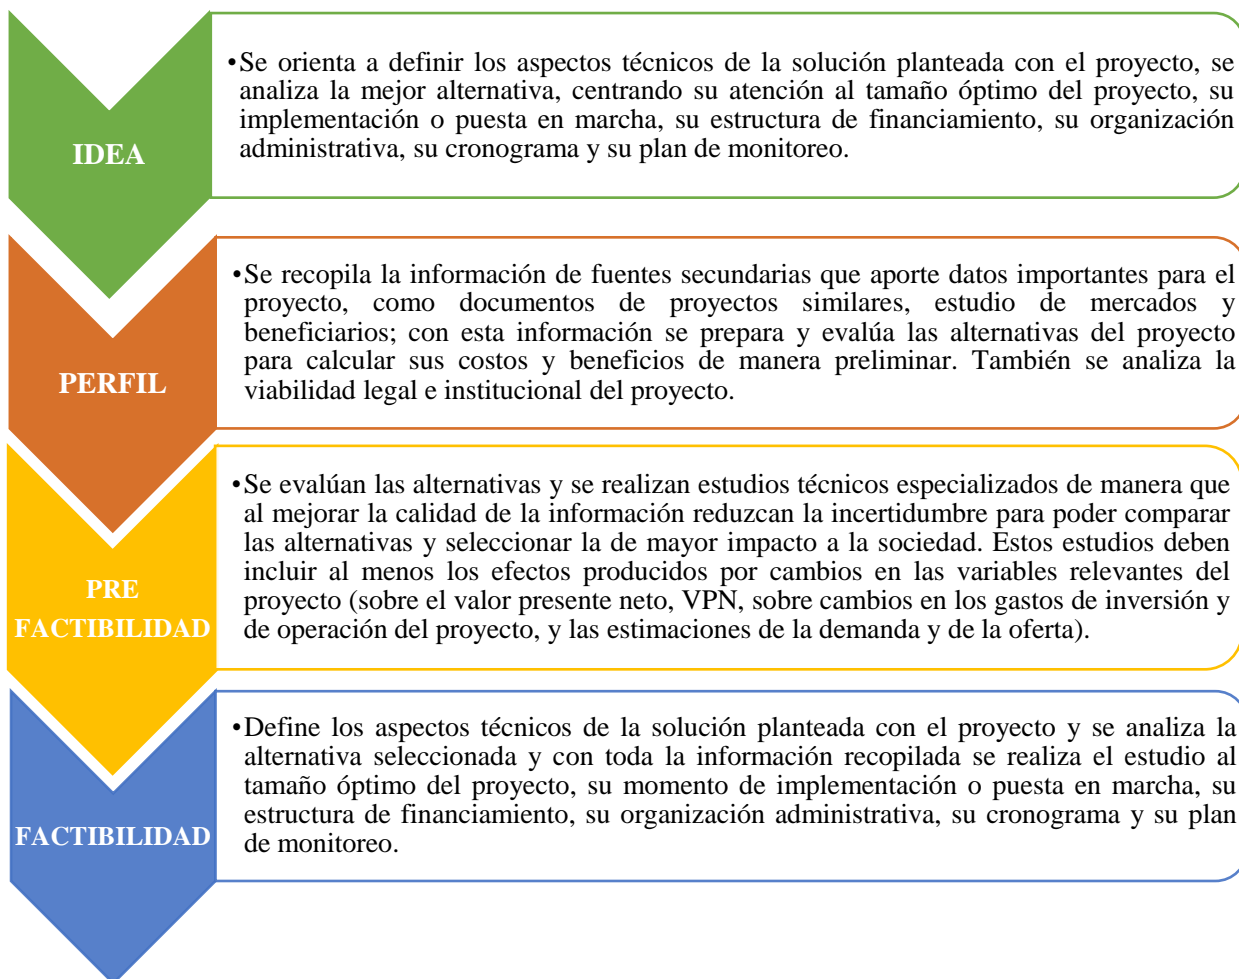 IDEA
•Se orienta a definir los aspectos técnicos de la solución planteada con el proyecto, se
analiza la mejor alternativa, centrando su atención al tamaño óptimo del proyecto, su
implementación o puesta en marcha, su estructura de financiamiento, su organización
administrativa, su cronograma y su plan de monitoreo.
PERFIL
•Se recopila la información de fuentes secundarias que aporte datos importantes para el
proyecto, como documentos de proyectos similares, estudio de mercados y
beneficiarios; con esta información se prepara y evalúa las alternativas del proyecto
para calcular sus costos y beneficios de manera preliminar. También se analiza la
viabilidad legal e institucional del proyecto.
PRE
FACTIBILIDAD
•Se evalúan las alternativas y se realizan estudios técnicos especializados de manera que
al mejorar la calidad de la información reduzcan la incertidumbre para poder comparar
las alternativas y seleccionar la de mayor impacto a la sociedad. Estos estudios deben
incluir al menos los efectos producidos por cambios en las variables relevantes del
proyecto (sobre el valor presente neto, VPN, sobre cambios en los gastos de inversión y
de operación del proyecto, y las estimaciones de la demanda y de la oferta).
FACTIBILIDAD
•Define los aspectos técnicos de la solución planteada con el proyecto y se analiza la
alternativa seleccionada y con toda la información recopilada se realiza el estudio al
tamaño óptimo del proyecto, su momento de implementación o puesta en marcha, su
estructura de financiamiento, su organización administrativa, su cronograma y su plan
de monitoreo.